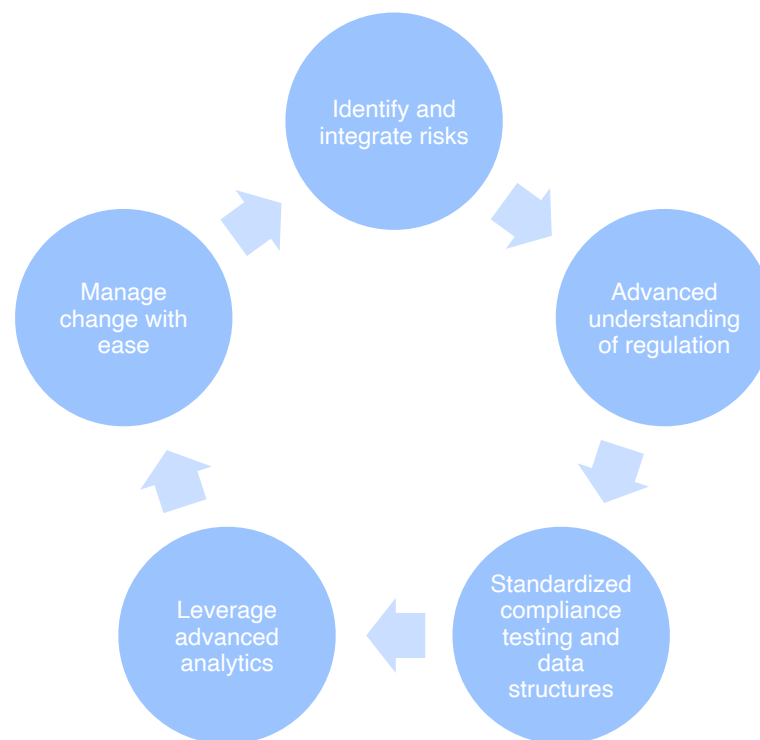 Identify and
integrate risks
Advanced
understanding
of regulation
Standardized
compliance
testing and
data
structures
Leverage
advanced
analytics
Manage
change with
ease